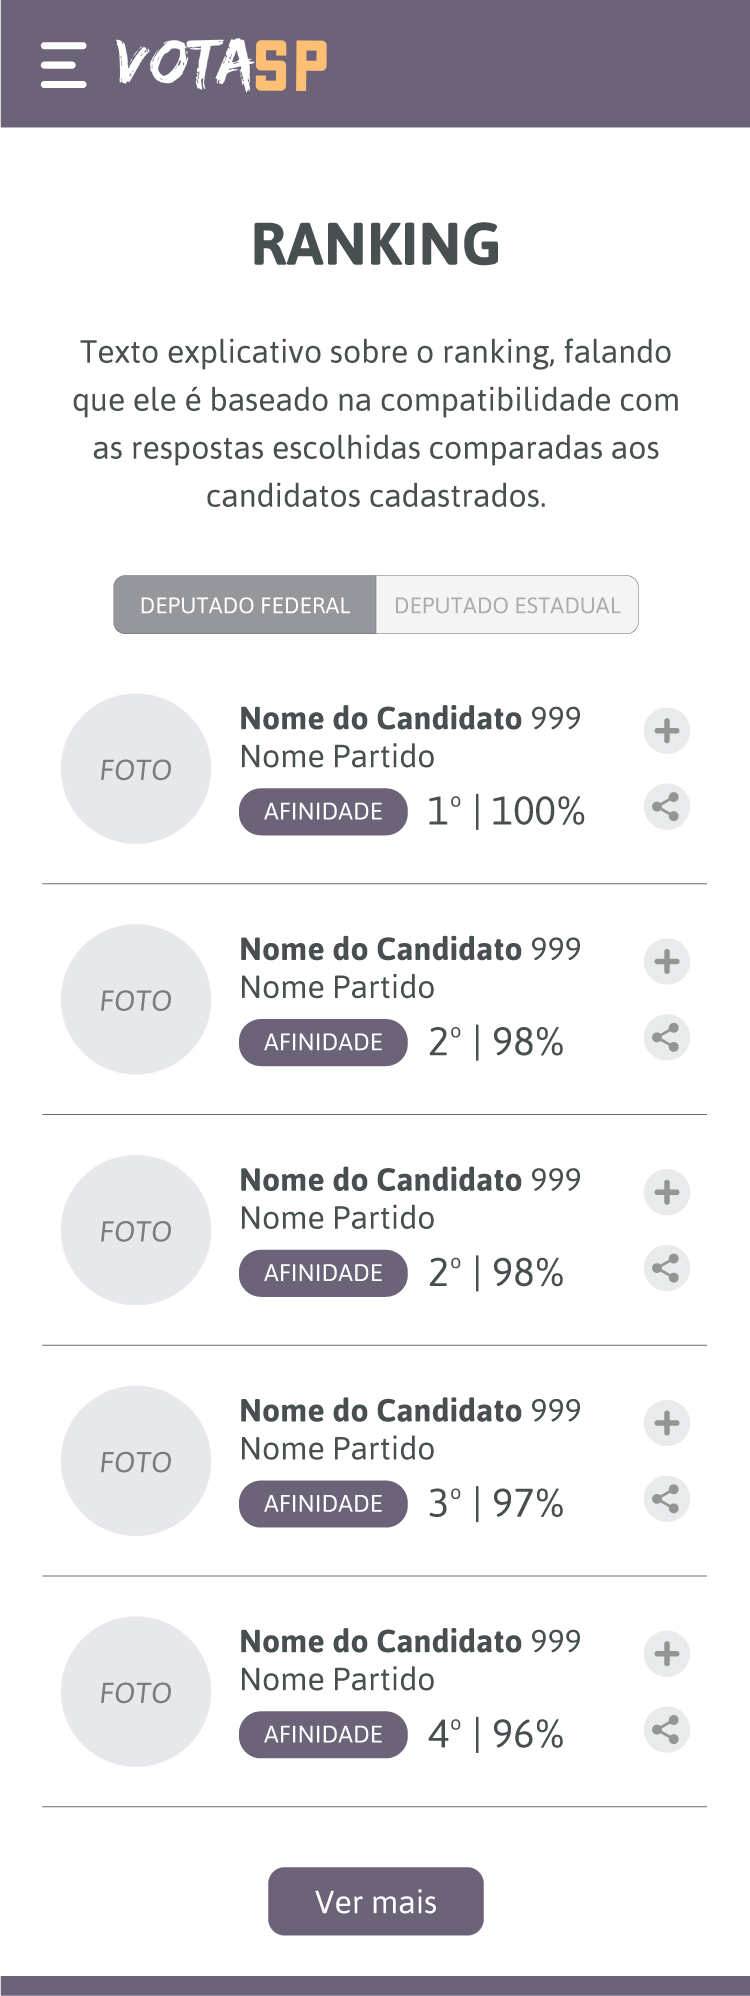 VOTASP
RANKING
Texto explicativo sobre o ranking, falando
que ele é baseado na compatibilidade com
as respostas escolhidas comparadas aos
candidatos cadastrados.
DEPUTADO FEDERAL DEPUTADO ESTADUAL
FOTO
Nome do Candidato 999
Nome Partido
AFINIDADE 1º | 100%
FOTO
Nome do Candidato 999
Nome Partido
AFINIDADE 2º | 98%
FOTO
Nome do Candidato 999
Nome Partido
AFINIDADE 2º | 98%
FOTO
Nome do Candidato 999
Nome Partido
AFINIDADE 3º | 97%
FOTO
Nome do Candidato 999
Nome Partido
AFINIDADE 4º | 96%
Ver mais